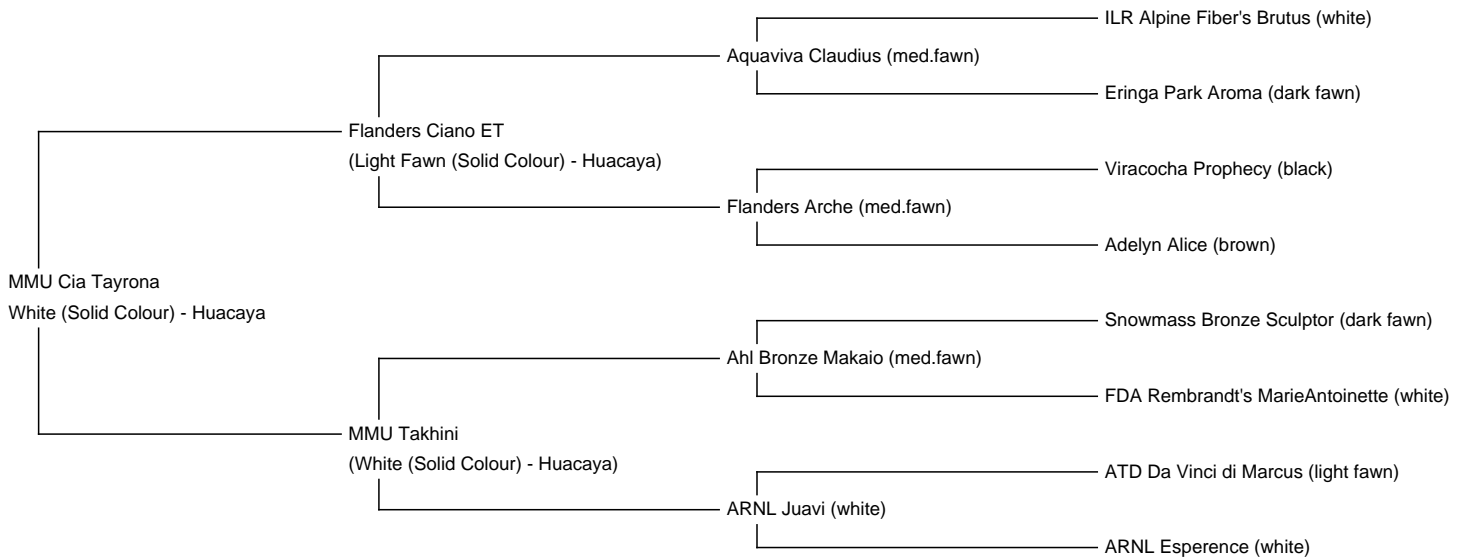 ILR Alpine Fiber's Brutus (white)
Aquaviva Claudius (med.fawn)
Eringa Park Aroma (dark fawn)
Flanders Ciano ET
(Light Fawn (Solid Colour) - Huacaya)
Viracocha Prophecy (black)
Flanders Arche (med.fawn)
Adelyn Alice (brown)
MMU Cia Tayrona
White (Solid Colour) - Huacaya
Snowmass Bronze Sculptor (dark fawn)
Ahl Bronze Makaio (med.fawn)
FDA Rembrandt's MarieAntoinette (white)
MMU Takhini
(White (Solid Colour) - Huacaya)
ATD Da Vinci di Marcus (light fawn)
ARNL Juavi (white)
ARNL Esperence (white)